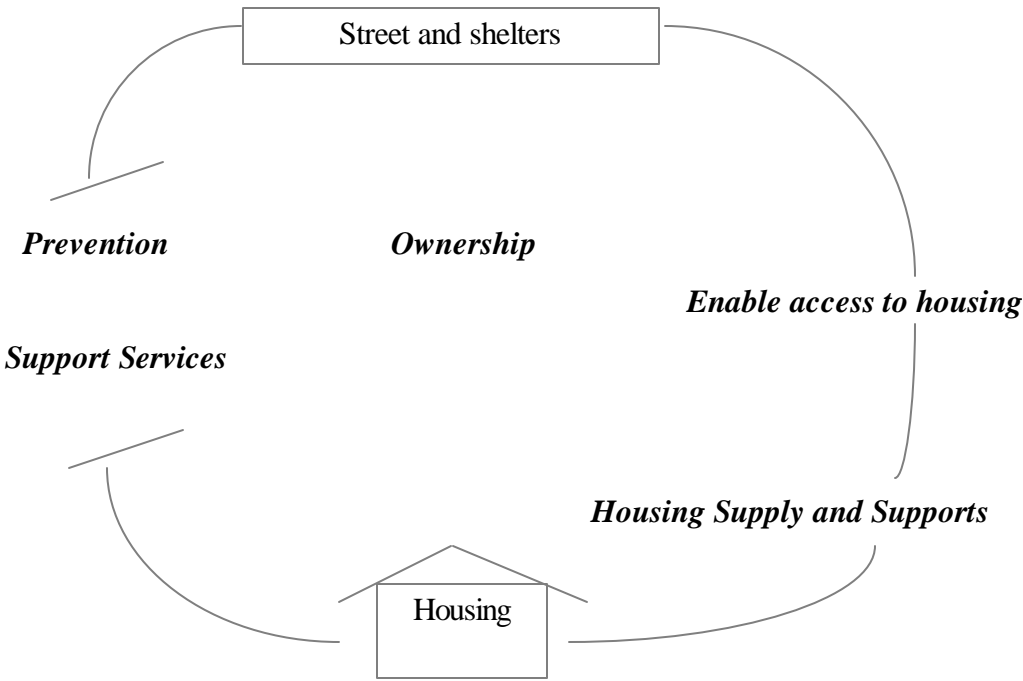 Street and shelters
Prevention
Ownership
Enable access to housing
Support Services
Housing Supply and Supports
Housing